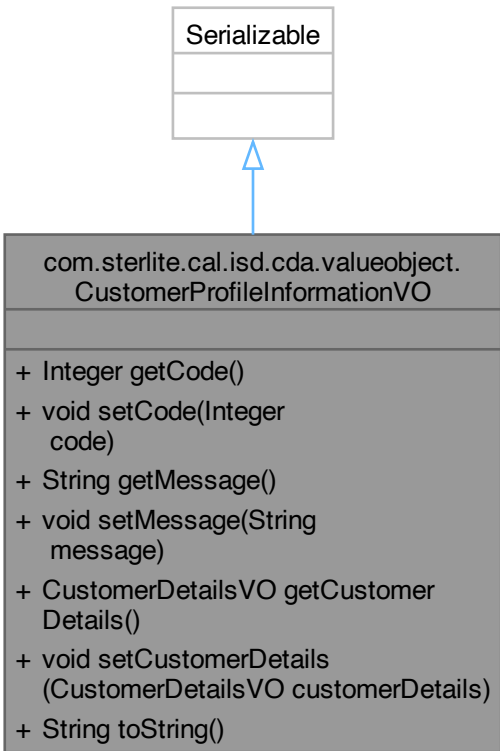 Serializable
com.sterlite.cal.isd.cda.valueobject.
CustomerProfileInformationVO
+ Integer getCode()
+ void setCode(Integer
code)
+ String getMessage()
+ void setMessage(String
message)
+ CustomerDetailsVO getCustomer
Details()
+ void setCustomerDetails
(CustomerDetailsVO customerDetails)
+ String toString()